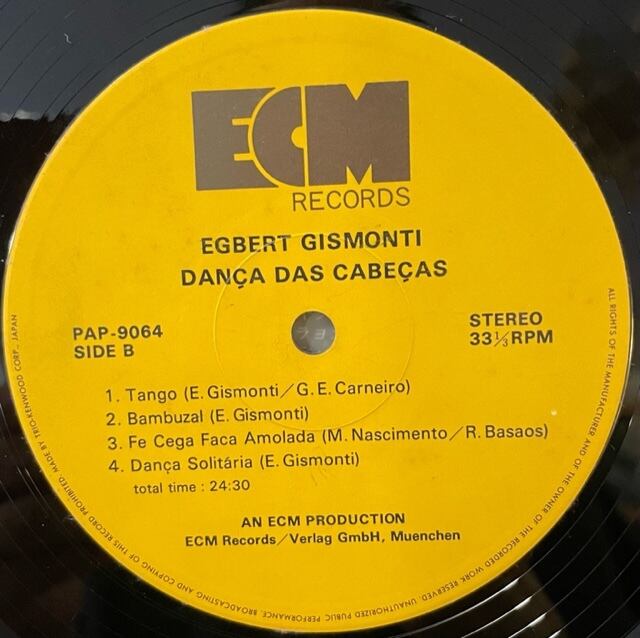 ECM
RECORDS
EGBERT GISMONTI
DANÇA DAS CABEÇAS
PAP-9064
SIDE B
STEREO
33⅓RPM
1. Tango (E. Gismonti/G. E. Carneiro)
2. Bambuzal (E. Gismonti)
3. Fe Cega Faca Amolada (M. Nascimento/R. Basaos)
4. Dança Solitária (E. Gismonti)
total time : 24:30
AN ECM PRODUCTION
ECM Records/Verlag GmbH, Muenchen
ALL RIGHTS OF THE MANUFACTURER AND OF THE OWNER OF THE RECORDED WORK RESERVED. UNAUTHORIZED PUBLIC PERFORMANCE, BROADCASTING AND COPYING OF THIS RECORD PROHIBITED. MADE BY TRIO-KENWOOD CORP., JAPAN